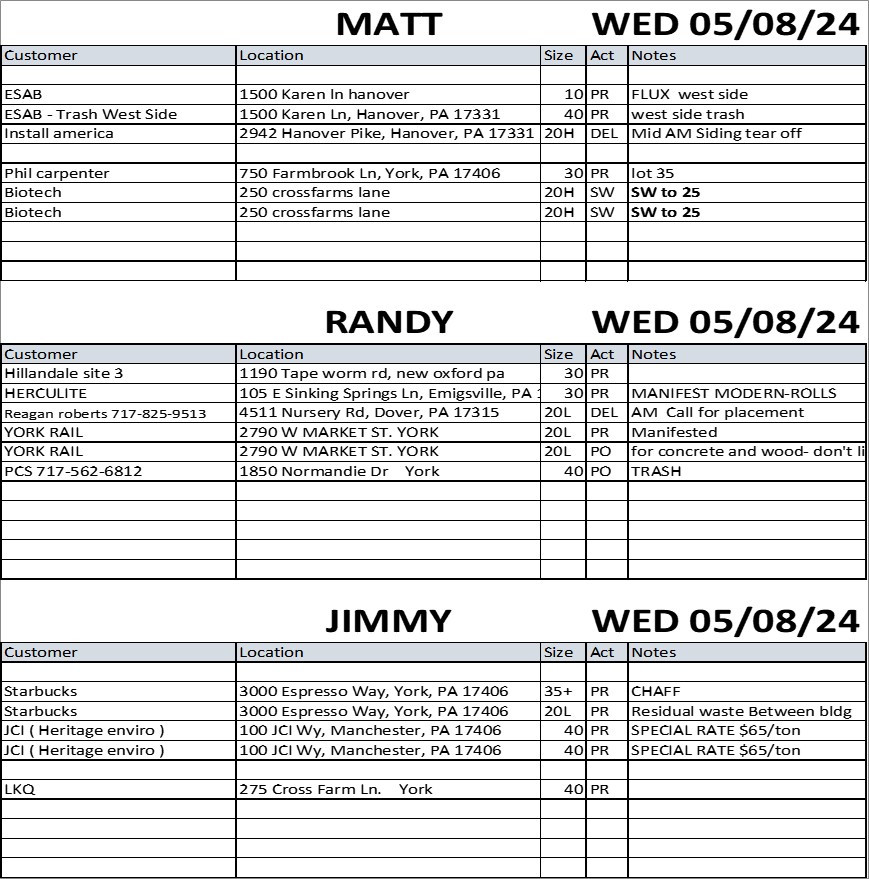 MATT WED 05/08/24
Customer Location Size Act Notes
ESAB 1500 Karen ln hanover 10 PR FLUX west side
ESAB - Trash West Side 1500 Karen Ln, Hanover, PA 17331 40 PR west side trash
Install america 2942 Hanover Pike, Hanover, PA 17331 20H DEL Mid AM Siding tear off
Phil carpenter 750 Farmbrook Ln, York, PA 17406 30 PR lot 35
Biotech 250 crossfarms lane 20H SW SW to 25
Biotech 250 crossfarms lane 20H SW SW to 25
RANDY WED 05/08/24
Customer Location Size Act Notes
Hillandale site 3 1190 Tape worm rd, new oxford pa 30 PR
HERCULITE 105 E Sinking Springs Ln, Emigsville, PA 30 PR MANIFEST MODERN-ROLLS
Reagan roberts 717-825-9513 4511 Nursery Rd, Dover, PA 17315 20L DEL AM Call for placement
YORK RAIL 2790 W MARKET ST. YORK 20L PR Manifested
YORK RAIL 2790 W MARKET ST. YORK 20L PO for concrete and wood- don't li
PCS 717-562-6812 1850 Normandie Dr York 40 PO TRASH
JIMMY WED 05/08/24
Customer Location Size Act Notes
Starbucks 3000 Espresso Way, York, PA 17406 35+ PR CHAFF
Starbucks 3000 Espresso Way, York, PA 17406 20L PR Residual waste Between bldg
JCI ( Heritage enviro ) 100 JCI Wy, Manchester, PA 17406 40 PR SPECIAL RATE $65/ton
JCI ( Heritage enviro ) 100 JCI Wy, Manchester, PA 17406 40 PR SPECIAL RATE $65/ton
LKQ 275 Cross Farm Ln. York 40 PR